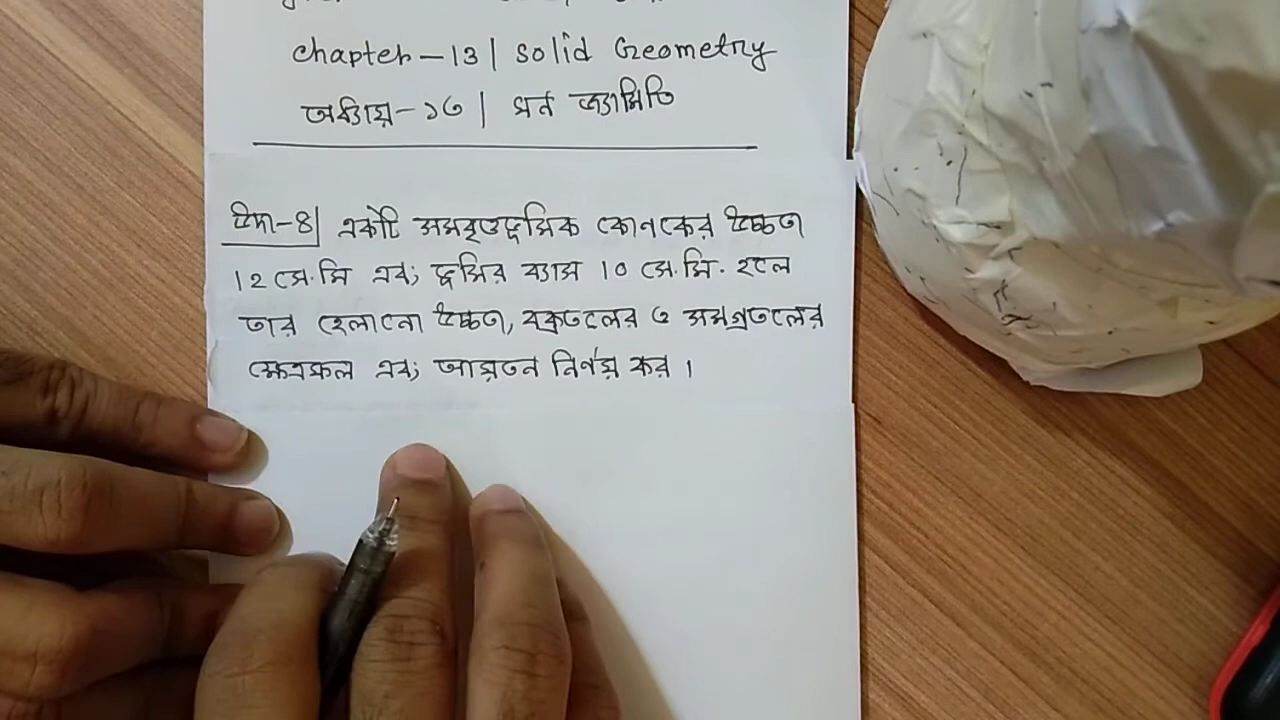 Chapter-13| Solid Geometry
অধ্যায়-১৩| ঘন জ্যামিতি
উদা-৪| একটি সমবৃত্তভূমিক কোনকের উচ্চতা
12 সে.মি এবং ভূমির ব্যাস 10 সে.মি. হলে
তার হেলানো উচ্চতা, বক্রতলের ও সমগ্রতলের
ক্ষেত্রফল এবং আয়তন নির্ণয় কর।